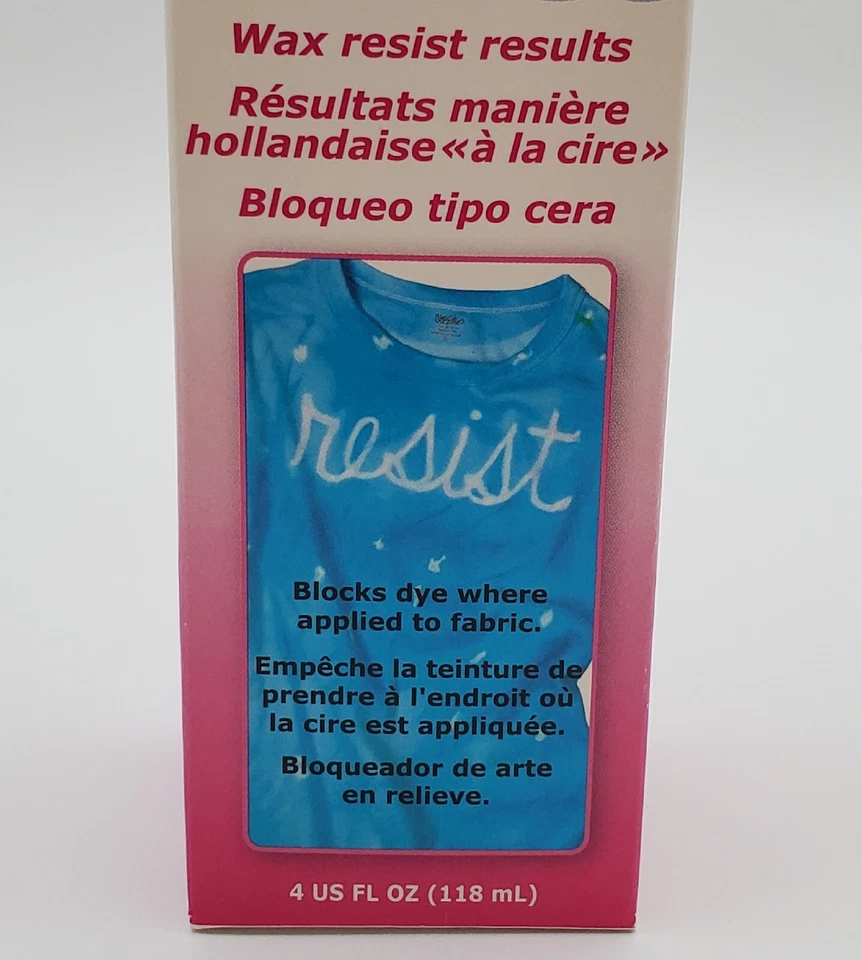 Wax resist results
Résultats manière
hollandaise «à la cire»
Bloqueo tipo cera
resist
Blocks dye where
applied to fabric.
Empêche la teinture de
prendre à l'endroit où
la cire est appliquée.
Bloqueador de arte
en relieve.
4 US FL OZ (118 mL)